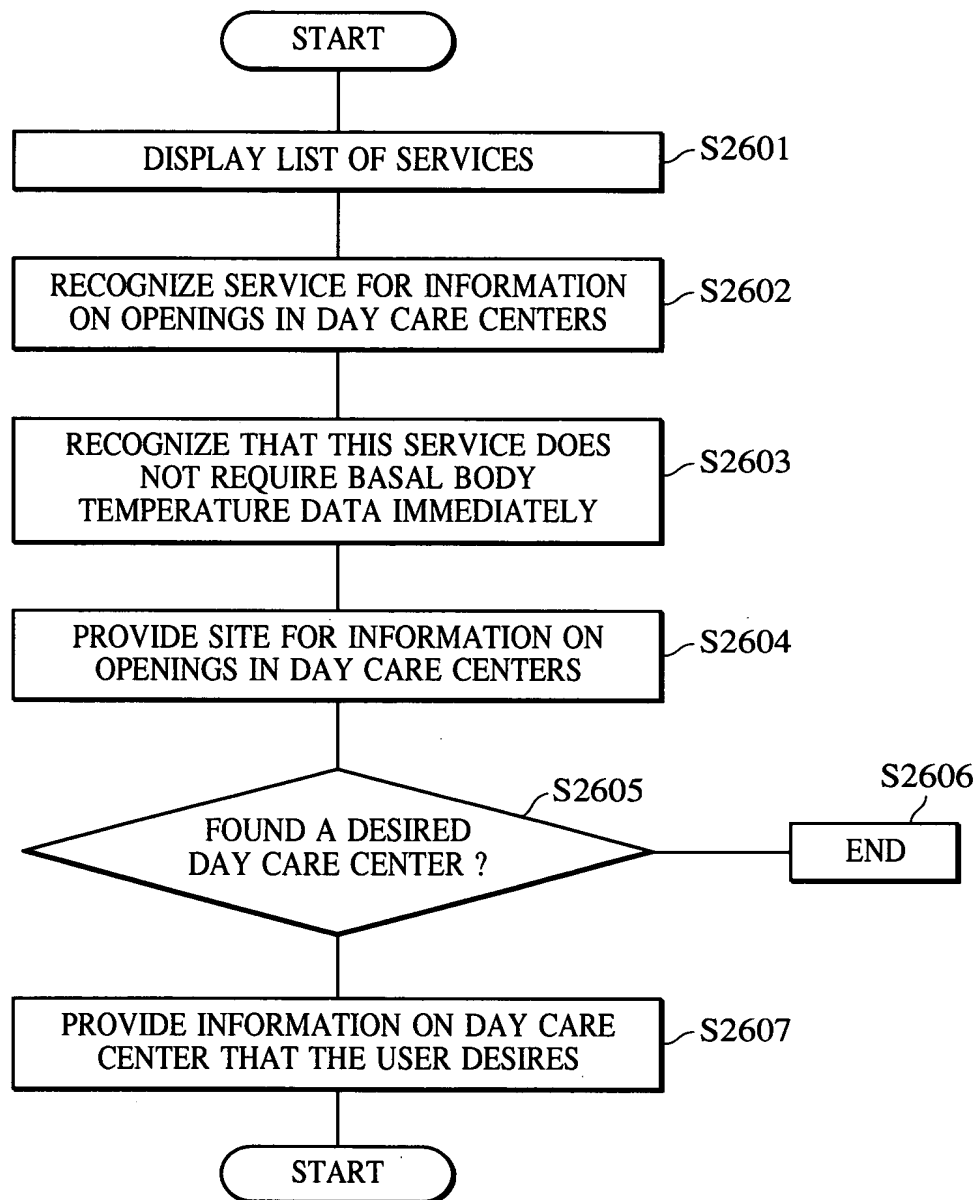 START
DISPLAY LIST OF SERVICES
S2601
RECOGNIZE SERVICE FOR INFORMATION
ON OPENINGS IN DAY CARE CENTERS
S2602
RECOGNIZE THAT THIS SERVICE DOES
NOT REQUIRE BASAL BODY
TEMPERATURE DATA IMMEDIATELY
S2603
PROVIDE SITE FOR INFORMATION ON
OPENINGS IN DAY CARE CENTERS
S2604
FOUND A DESIRED
DAY CARE CENTER ?
S2605
S2606
END
PROVIDE INFORMATION ON DAY CARE
CENTER THAT THE USER DESIRES
S2607
START